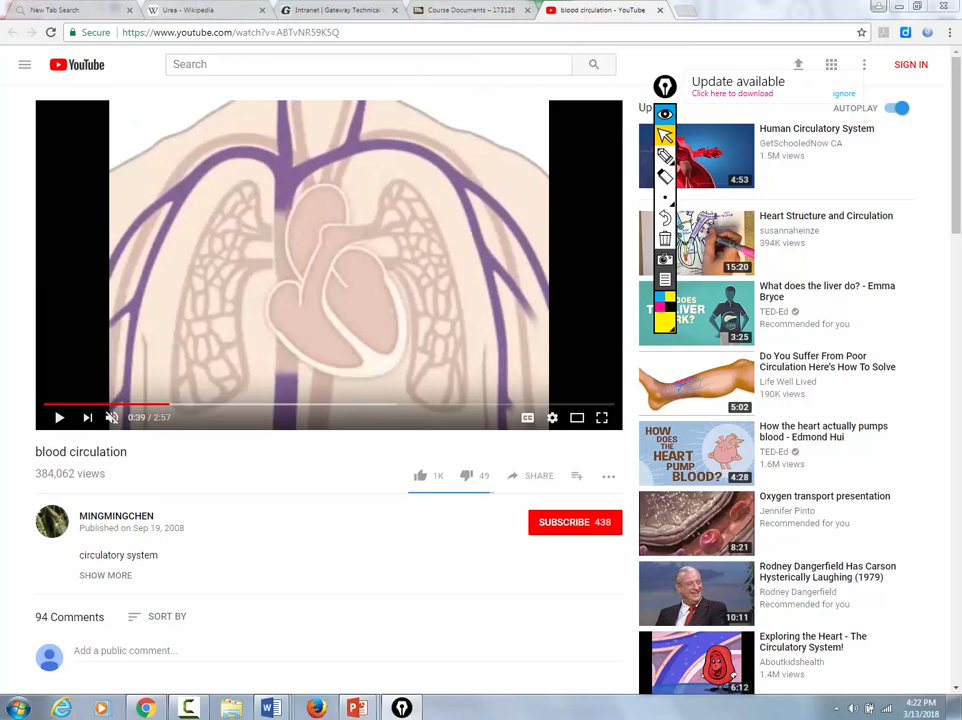 New Tab Search
Urea - Wikipedia
Intranet | Gateway Technical C
Course Documents – 173126
blood circulation - YouTube
Secure
https://www.youtube.com/watch?v=ABTvNR59K5Q
YouTube
Search
SIGN IN
Update available
Click here to download
ignore
Up
AUTOPLAY
Human Circulatory System
GetSchooledNow CA
1.5M views
4:53
Heart Structure and Circulation
susannaheinze
394K views
15:20
What does the liver do? - Emma
Bryce
TED-Ed
Recommended for you
DOES
LIVER
RK?
3:25
Do You Suffer From Poor
Circulation Here's How To Solve
Life Well Lived
190K views
5:02
How the heart actually pumps
blood - Edmond Hui
TED-Ed
1.6M views
HOW
DOES THE
HEART
PUMP
BLOOD?
4:28
Oxygen transport presentation
Jennifer Pinto
Recommended for you
8:21
Rodney Dangerfield Has Carson
Hysterically Laughing (1979)
Rodney Dangerfield
Recommended for you
10:11
Exploring the Heart - The
Circulatory System!
Aboutkidshealth
1.4M views
6:12
0:39 / 2:57
CC
blood circulation
384,062 views
1K
49
SHARE
MINGMINGCHEN
Published on Sep 19, 2008
SUBSCRIBE 438
circulatory system
SHOW MORE
94 Comments
SORT BY
Add a public comment...
4:22 PM
3/13/2018